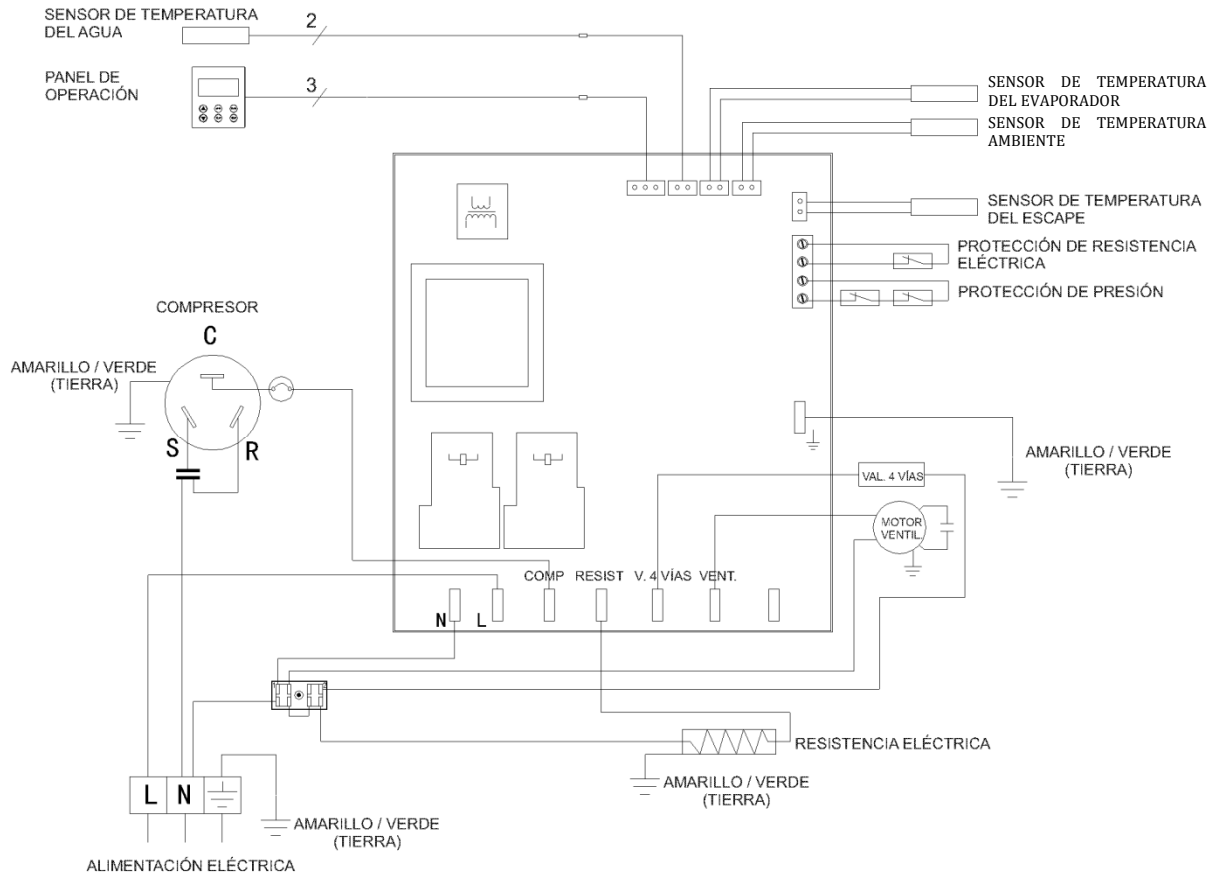 SENSOR DE TEMPERATURA
DEL AGUA
2
PANEL DE
OPERACIÓN
3
SENSOR DE TEMPERATURA
DEL EVAPORADOR
SENSOR DE TEMPERATURA
AMBIENTE
SENSOR DE TEMPERATURA
DEL ESCAPE
PROTECCIÓN DE RESISTENCIA
ELÉCTRICA
PROTECCIÓN DE PRESIÓN
COMPRESOR
C
AMARILLO / VERDE
(TIERRA)
S
R
AMARILLO / VERDE
(TIERRA)
VAL. 4 VÍAS
MOTOR
VENTIL.
COMP RESIST V. 4 VÍAS VENT.
N L
RESISTENCIA ELÉCTRICA
AMARILLO / VERDE
(TIERRA)
L N
AMARILLO / VERDE
(TIERRA)
ALIMENTACIÓN ELÉCTRICA